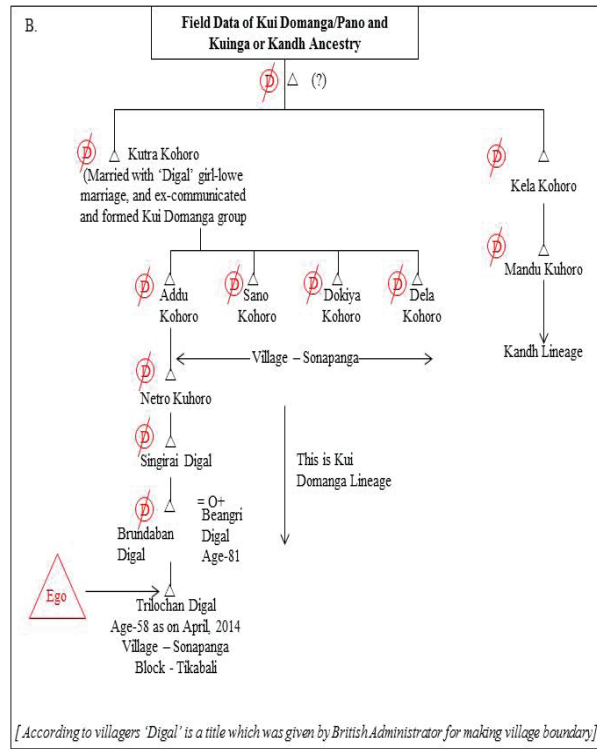 B.
Field Data of Kui Domanga/Pano and
Kuinga or Kandh Ancestry
D (?)
D Kutra Kohoro
(Married with ‘Digal’ girl-lowe
marriage, and ex-communicated
and formed Kui Domanga group
D
Kela Kohoro
D
Mandu Kuhoro
Kandh Lineage
D
Addu
Kohoro
D
Sano
Kohoro
D
Dokiya
Kohoro
D
Dela
Kohoro
Village – Sonapanga
D
Netro Kuhoro
D
Singirai Digal
This is Kui
Domanga Lineage
D
Brundaban
Digal
= O+
Beangri
Digal
Age-81
Ego
Trilochan Digal
Age-58 as on April, 2014
Village – Sonapanga
Block - Tikabali
[ According to villagers ‘Digal’ is a title which was given by British Administrator for making village boundary]